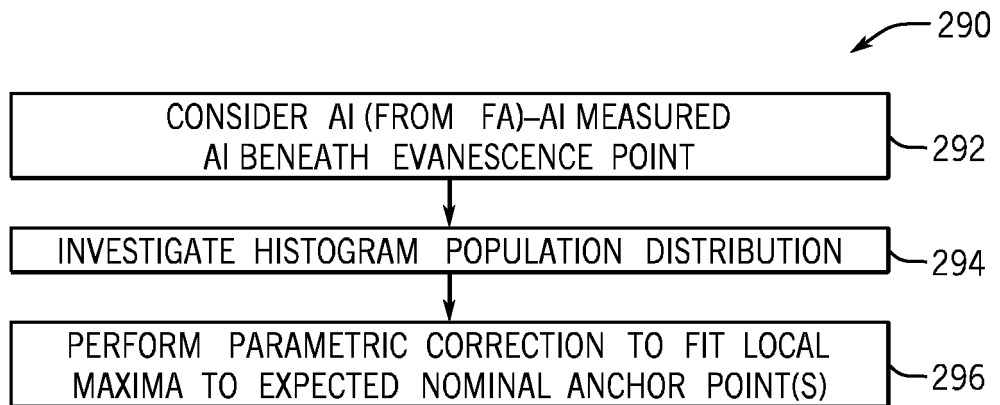 290
CONSIDER AI (FROM FA)–AI MEASURED
AI BENEATH EVANESCENCE POINT
292
INVESTIGATE HISTOGRAM POPULATION DISTRIBUTION
294
PERFORM PARAMETRIC CORRECTION TO FIT LOCAL
MAXIMA TO EXPECTED NOMINAL ANCHOR POINT(S)
296